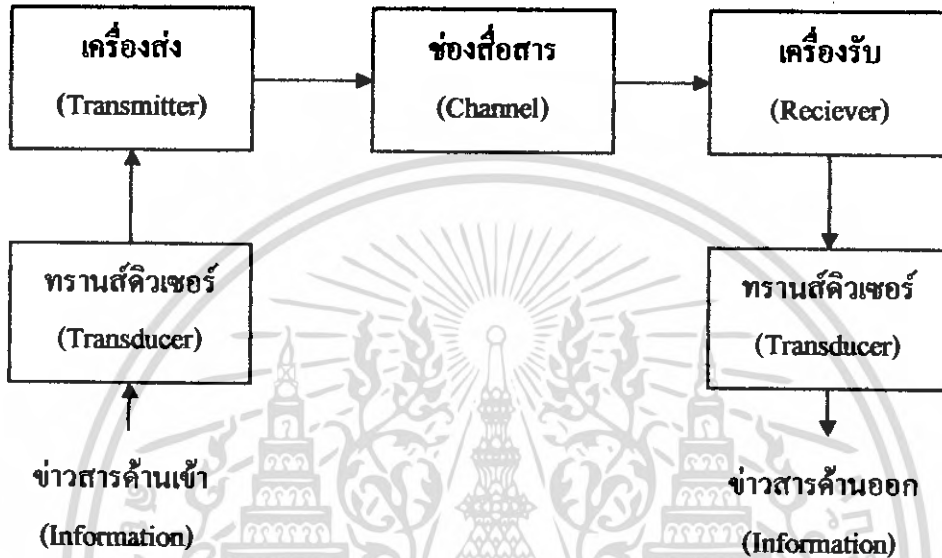 เครื่องส่ง
(Transmitter)
ช่องสื่อสาร
(Channel)
เครื่องรับ
(Reciever)
ทรานส์ดิวเซอร์
(Transducer)
ทรานส์ดิวเซอร์
(Transducer)
ข่าวสารด้านเข้า
(Information)
ข่าวสารด้านออก
(Information)